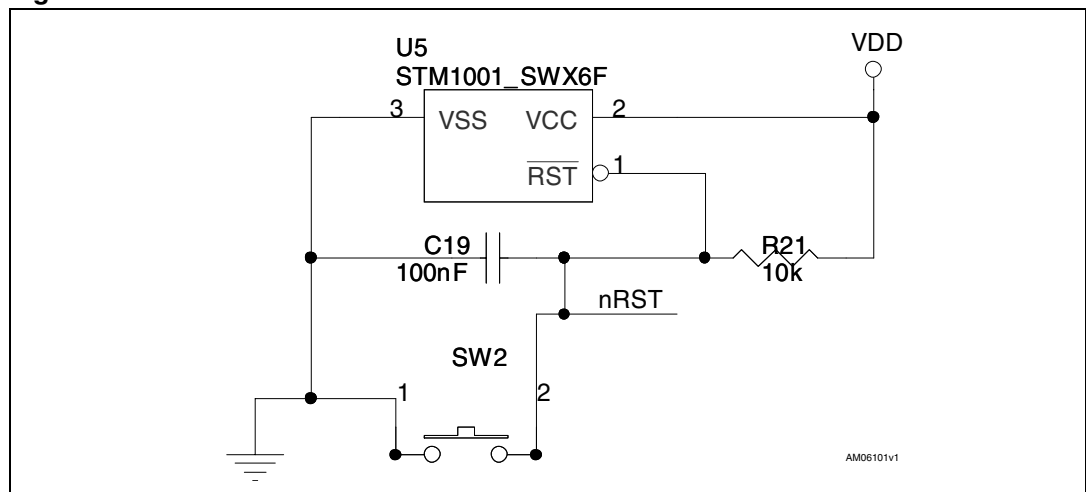 U5
STM1001_SWX6F
VDD
3
VSS
VCC
2
RST
1
C19
100nF
R21
10k
nRST
SW2
1
2
AM06101v1